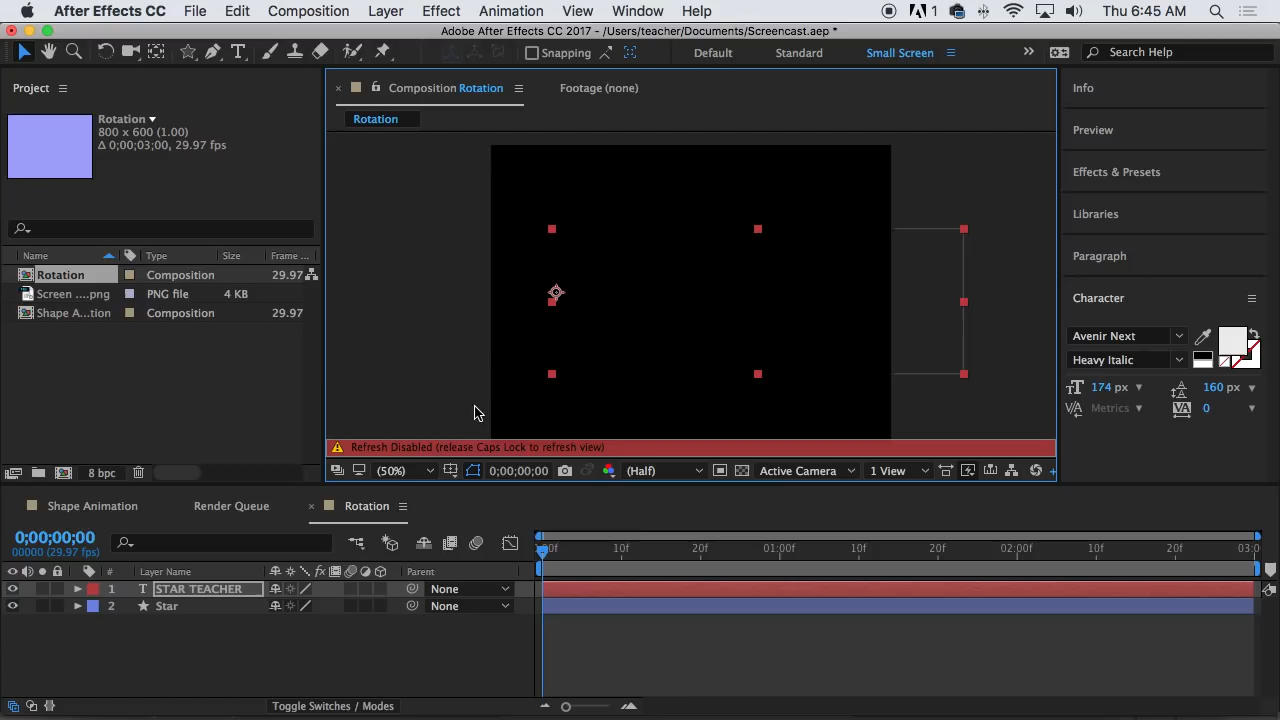 After Effects CC File Edit Composition Layer Effect Animation View Window Help 1 Thu 6:45 AM
Adobe After Effects CC 2017 - /Users/teacher/Documents/Screencast.aep *
Snapping Default Standard Small Screen Search Help
Project
Composition Rotation
Footage (none)
Info
Rotation
800 x 600 (1.00)
Δ 0;00;03;00, 29.97 fps
Rotation
Preview
Effects & Presets
Libraries
Name Type Size Frame ...
Rotation Composition 29.97
Screen ....png PNG file 4 KB
Shape A...tion Composition 29.97
Paragraph
Character
Avenir Next
Heavy Italic
174 px 160 px
Metrics 0
Refresh Disabled (release Caps Lock to refresh view)
8 bpc
(50%) 0;00;00;00 (Half) Active Camera 1 View
Shape Animation Render Queue Rotation
0;00;00;00
00000 (29.97 fps)
:00f 10f 20f 01:00f 10f 20f 02:00f 10f 20f 03:0
# Layer Name fx Parent
1 T STAR TEACHER None
2 Star None
Toggle Switches / Modes